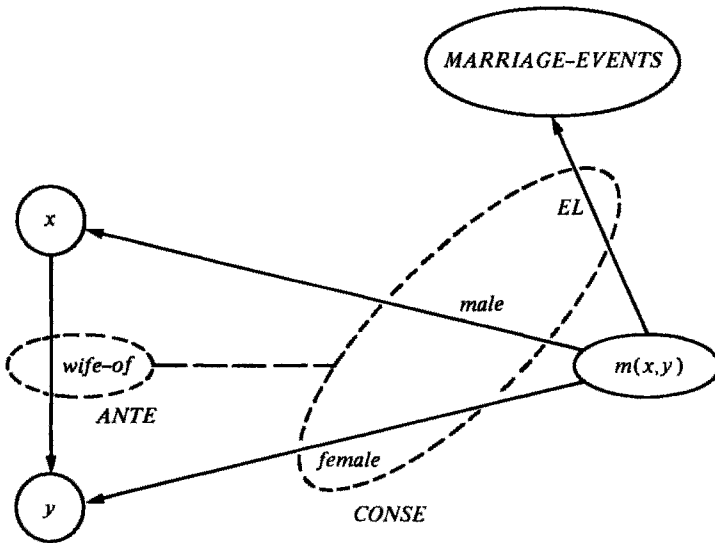 MARRIAGE-EVENTS
EL
x
male
wife-of
m(x,y)
ANTE
female
y
CONSE